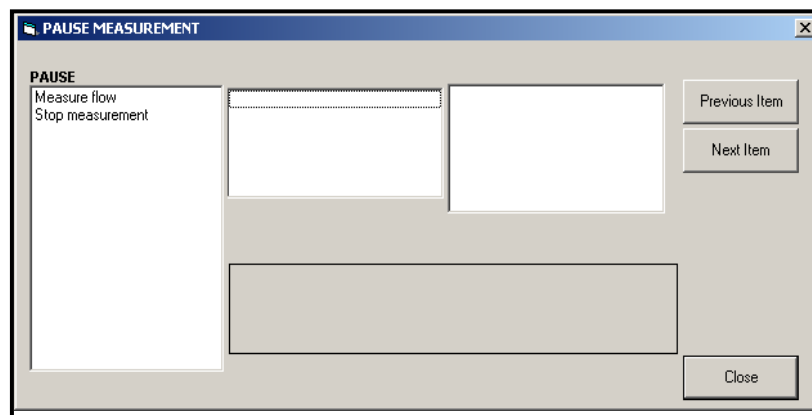 PAUSE MEASUREMENT
PAUSE
Measure flow
Stop measurement
Previous Item
Next Item
Close